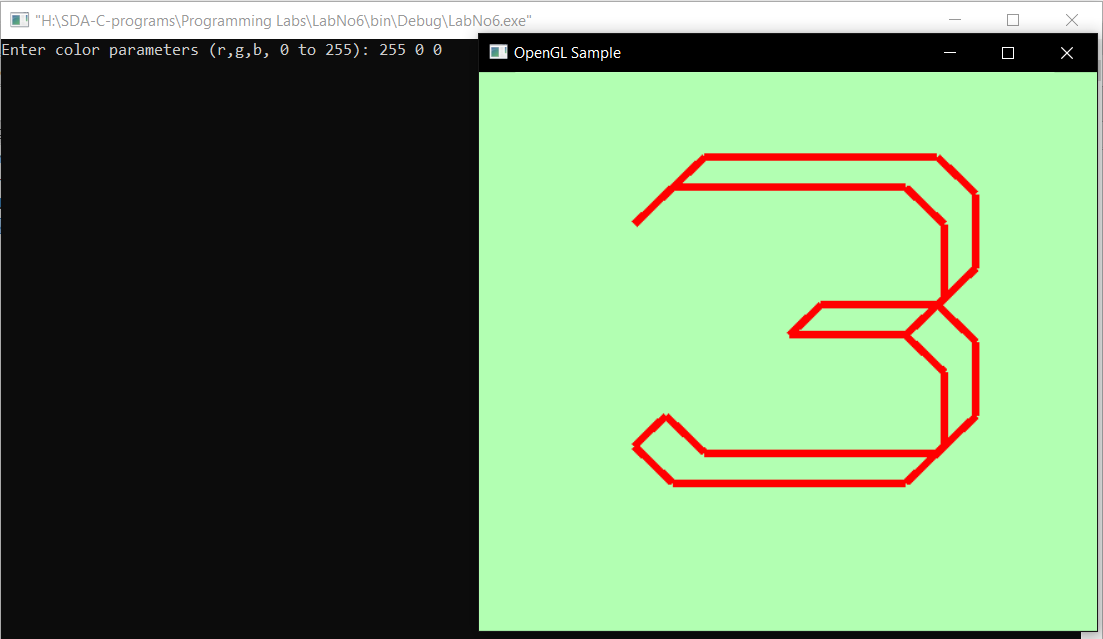 "H:\SDA-C-programs\Programming Labs\LabNo6\bin\Debug\LabNo6.exe"
Enter color parameters (r,g,b, 0 to 255): 255 0 0
OpenGL Sample
3